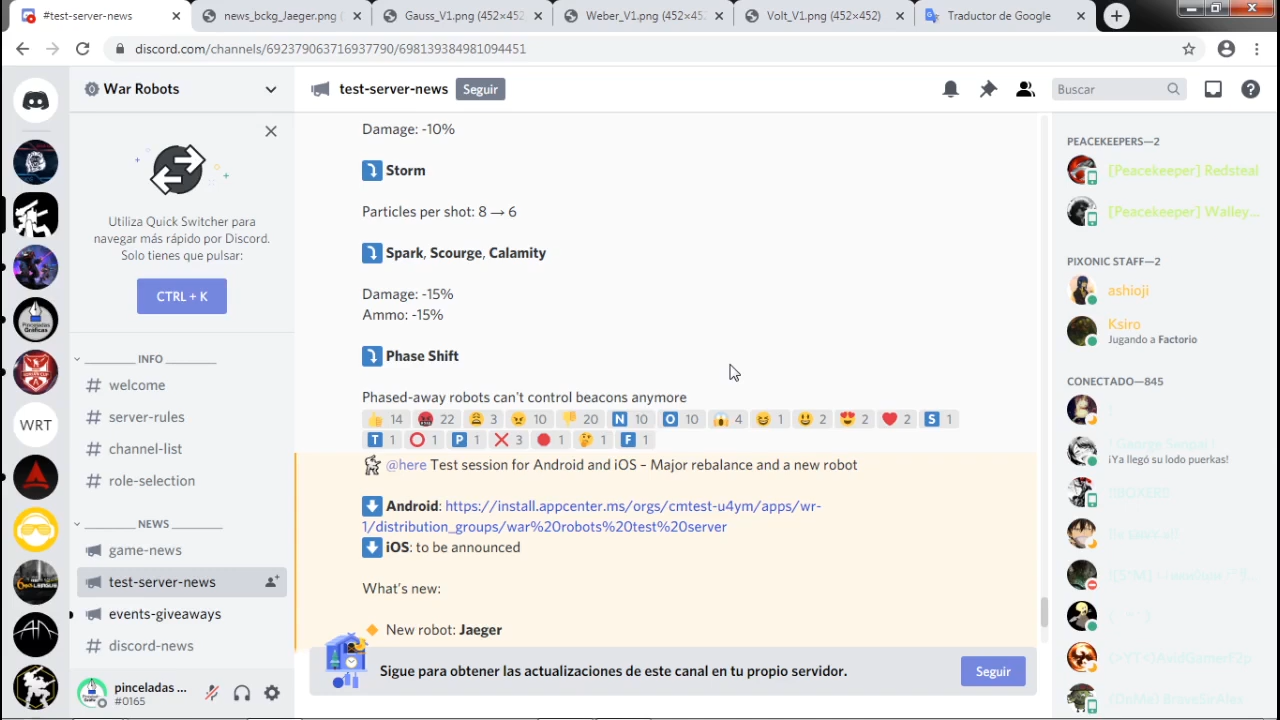 #test-server-news
news_bckg_Jaeger.png
Gauss_V1.png (452×452
Weber_V1.png (452×452
Volt_V1.png (452×452)
Traductor de Google
discord.com/channels/692379063716937790/698139384981094451
War Robots
test-server-news
Seguir
Buscar
Utiliza Quick Switcher para
navegar más rápido por Discord.
Solo tienes que pulsar:
CTRL + K
INFO
# welcome
# server-rules
# channel-list
# role-selection
NEWS
game-news
test-server-news
events-giveaways
# discord-news
WRT
pinceladas ...
#0165
Damage: -10%
Storm
Particles per shot: 8 → 6
Spark, Scourge, Calamity
Damage: -15%
Ammo: -15%
Phase Shift
Phased-away robots can't control beacons anymore
14 22 3 10 20 N 10 O 10 4 1 2 2 2 S 1
T 1 1 P 1 3 1 1 F 1
@here Test session for Android and iOS – Major rebalance and a new robot
Android: https://install.appcenter.ms/orgs/cmtest-u4ym/apps/wr-
1/distribution_groups/war%20robots%20test%20server
iOS: to be announced
What's new:
New robot: Jaeger
Sigue para obtener las actualizaciones de este canal en tu propio servidor.
Seguir
PEACEKEEPERS—2
[Peacekeeper] Redsteal
[Peacekeeper] Walley...
PIXONIC STAFF—2
ashioji
Ksiro
Jugando a Factorio
CONECTADO—845
¡Ya llegó su lodo puerkas!